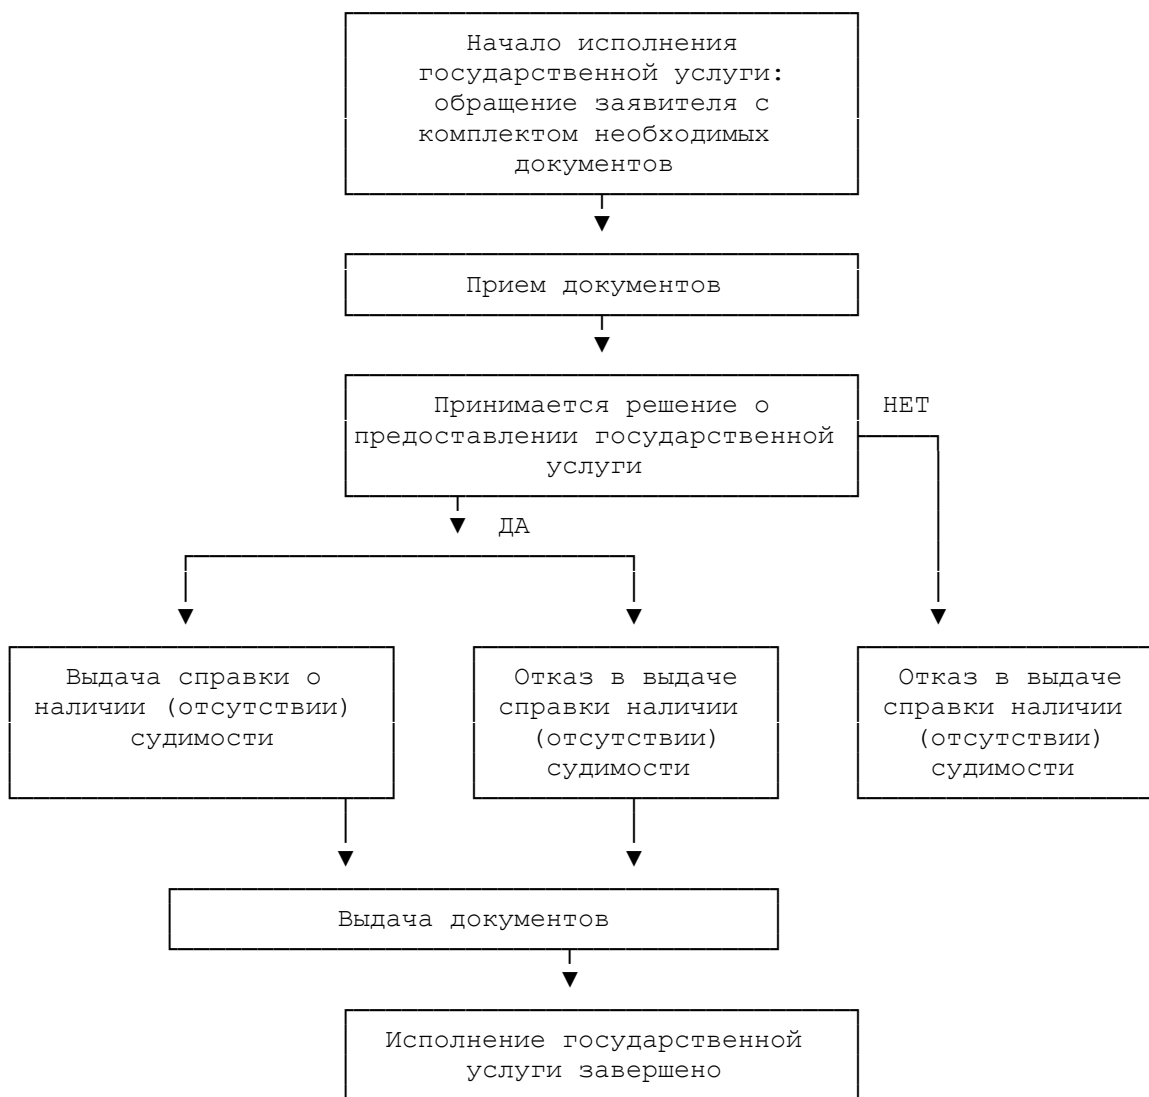 Начало исполнения
государственной услуги:
обращение заявителя с
комплектом необходимых
документов
Прием документов
Принимается решение о
предоставлении государственной
услуги
НЕТ
ДА
Выдача справки о
наличии (отсутствии)
судимости
Отказ в выдаче
справки наличии
(отсутствии)
судимости
Отказ в выдаче
справки наличии
(отсутствии)
судимости
Выдача документов
Исполнение государственной
услуги завершено